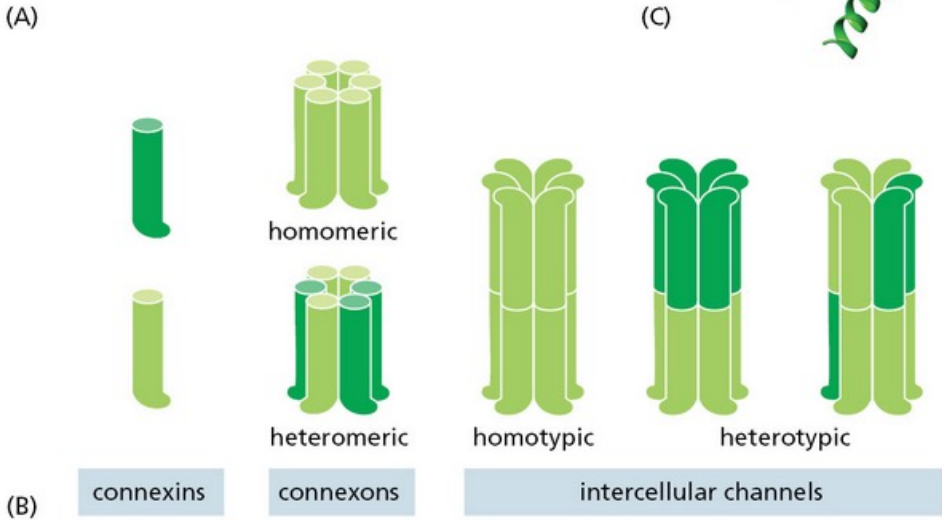 (A)
(C)
homomeric
heteromeric
homotypic
heterotypic
connexins
connexons
intercellular channels
(B)